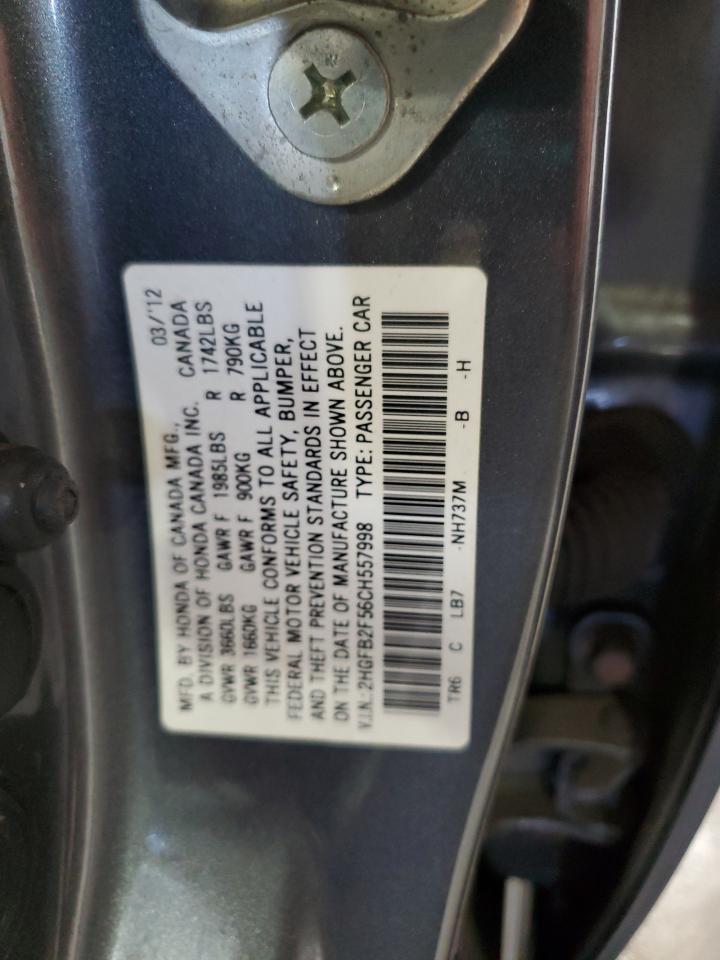 MFD. BY HONDA OF CANADA MFG., 03/'12
A DIVISION OF HONDA CANADA INC. CANADA
GVWR 3660LBS GAWR F 1985LBS R 1742LBS
GVWR 1660KG GAWR F 900KG R 790KG
THIS VEHICLE CONFORMS TO ALL APPLICABLE
FEDERAL MOTOR VEHICLE SAFETY, BUMPER,
AND THEFT PREVENTION STANDARDS IN EFFECT
ON THE DATE OF MANUFACTURE SHOWN ABOVE.
V.I.N.: 2HGFB2F56CH557998 TYPE: PASSENGER CAR
TR6 C LB7 -NH737M -B -H